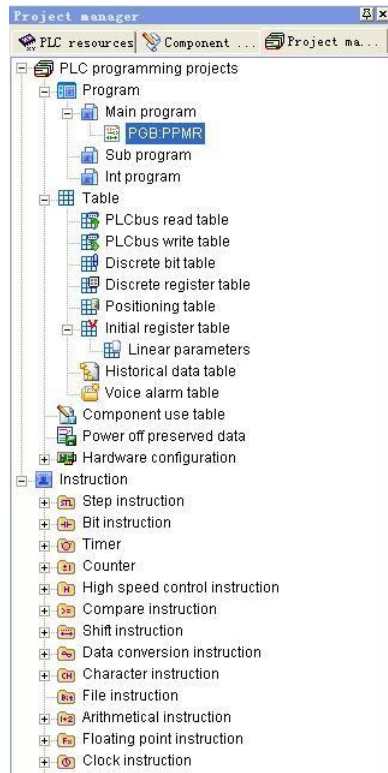 Project manager
PLC resources Component ... Project ma...
PLC programming projects
Program
Main program
PGB:PPMR
Sub program
Int program
Table
PLCbus read table
PLCbus write table
Discrete bit table
Discrete register table
Positioning table
Initial register table
Linear parameters
Historical data table
Voice alarm table
Component use table
Power off preserved data
Hardware configuration
Instruction
Step instruction
Bit instruction
Timer
Counter
High speed control instruction
Compare instruction
Shift instruction
Data conversion instruction
Character instruction
File instruction
Arithmetical instruction
Floating point instruction
Clock instruction